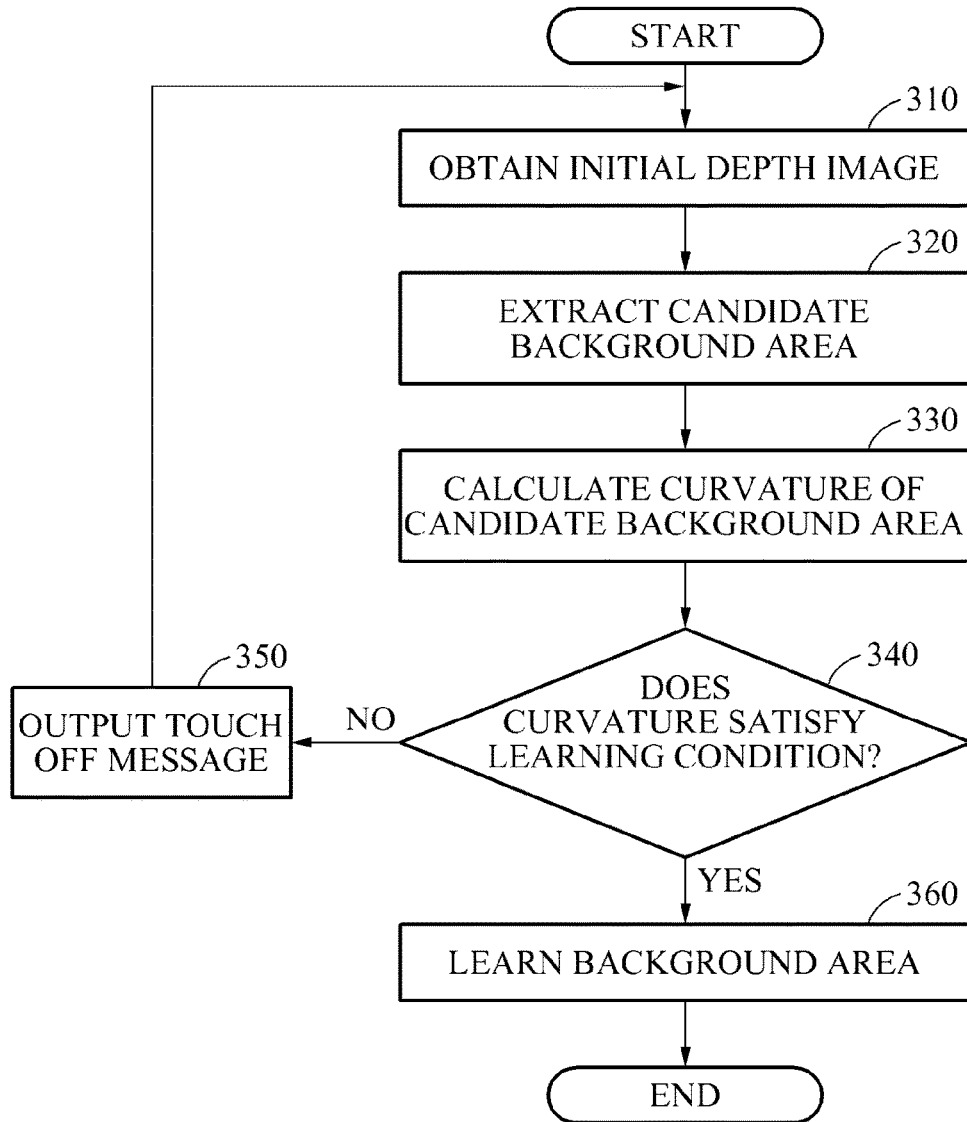 START
310
OBTAIN INITIAL DEPTH IMAGE
320
EXTRACT CANDIDATE
BACKGROUND AREA
330
CALCULATE CURVATURE OF
CANDIDATE BACKGROUND AREA
340
DOES
CURVATURE SATISFY
LEARNING CONDITION?
NO
350
OUTPUT TOUCH
OFF MESSAGE
YES
360
LEARN BACKGROUND AREA
END